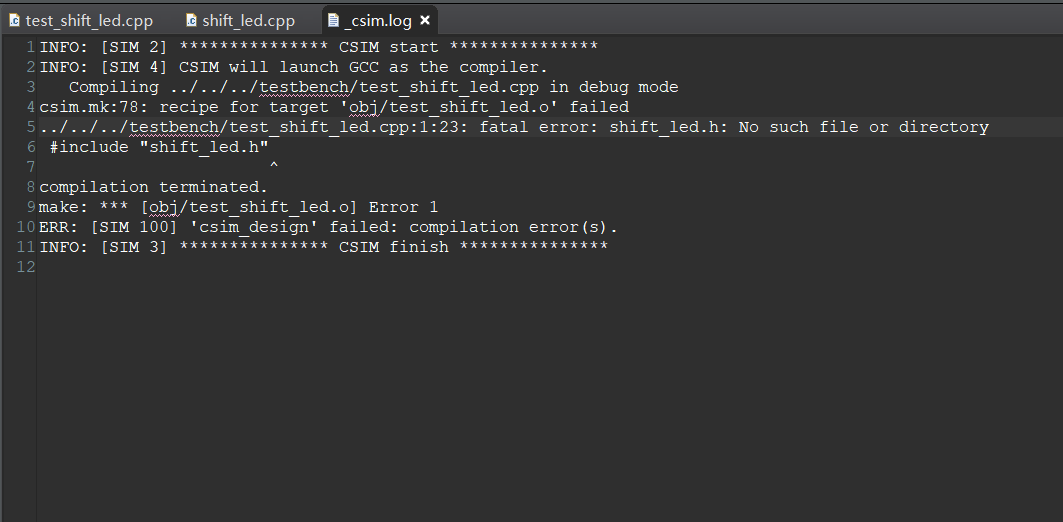 test_shift_led.cpp shift_led.cpp _csim.log
1 INFO: [SIM 2] *************** CSIM start ***************
2 INFO: [SIM 4] CSIM will launch GCC as the compiler.
3    Compiling ../../../testbench/test_shift_led.cpp in debug mode
4 csim.mk:78: recipe for target 'obj/test_shift_led.o' failed
5 ../../../testbench/test_shift_led.cpp:1:23: fatal error: shift_led.h: No such file or directory
6  #include "shift_led.h"
7                        ^
8 compilation terminated.
9 make: *** [obj/test_shift_led.o] Error 1
10 ERR: [SIM 100] 'csim_design' failed: compilation error(s).
11 INFO: [SIM 3] *************** CSIM finish ***************
12